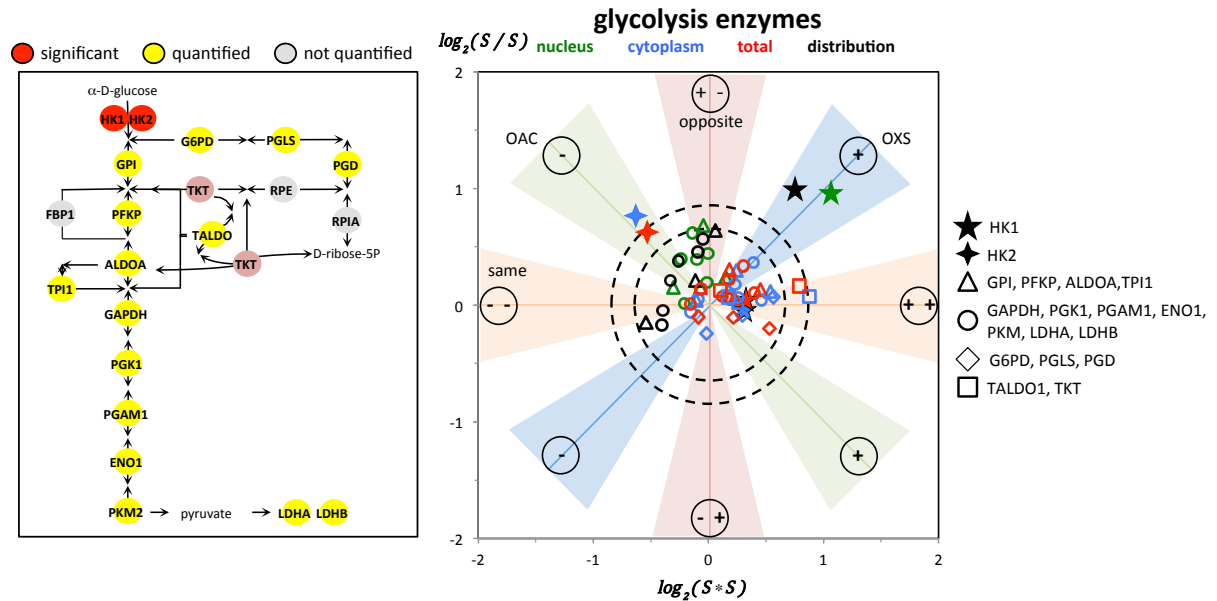 glycolysis enzymes
log2(S/S) nucleus cytoplasm total distribution
significant quantified not quantified
α-D-glucose
HK1 HK2
G6PD PGLS
GPI PGD
TKT RPE
FBP1 PFKP RPIA
TALDO
D-ribose-5P
ALDOA TKT
TPI1
GAPDH
PGK1
PGAM1
ENO1
PKM2 pyruvate LDHA LDHB
2
1
0
-1
-2
-2 -1 0 1 2
log2(S*S)
+ -
opposite
OAC OXS
- +
same
- - + +
- +
- +
HK1
HK2
GPI, PFKP, ALDOA,TPI1
GAPDH, PGK1, PGAM1, ENO1,
PKM, LDHA, LDHB
G6PD, PGLS, PGD
TALDO1, TKT